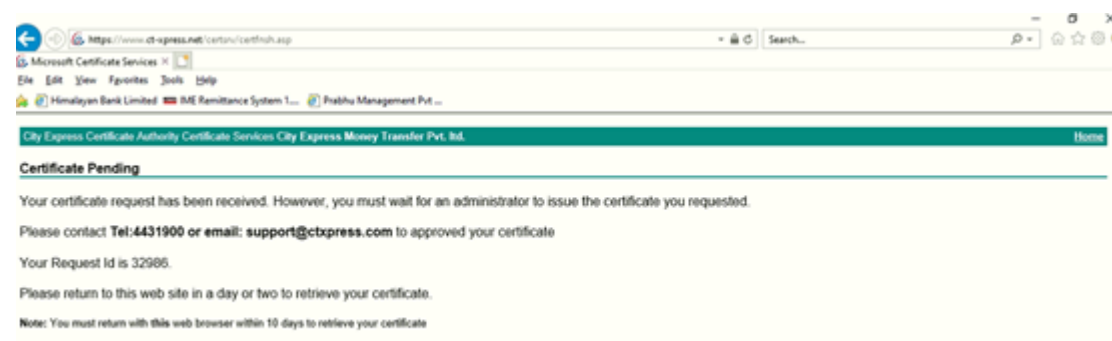 https://www.ct-xpress.net/certsrv/certfnsh.asp
Search...
Microsoft Certificate Services
File Edit View Favorites Tools Help
Himalayan Bank Limited IME Remittance System 1... Prabhu Management Pvt ...
City Express Certificate Authority Certificate Services City Express Money Transfer Pvt. ltd. Home
Certificate Pending
Your certificate request has been received. However, you must wait for an administrator to issue the certificate you requested.
Please contact Tel:4431900 or email: support@ctxpress.com to approved your certificate
Your Request Id is 32986.
Please return to this web site in a day or two to retrieve your certificate.
Note: You must return with this web browser within 10 days to retrieve your certificate